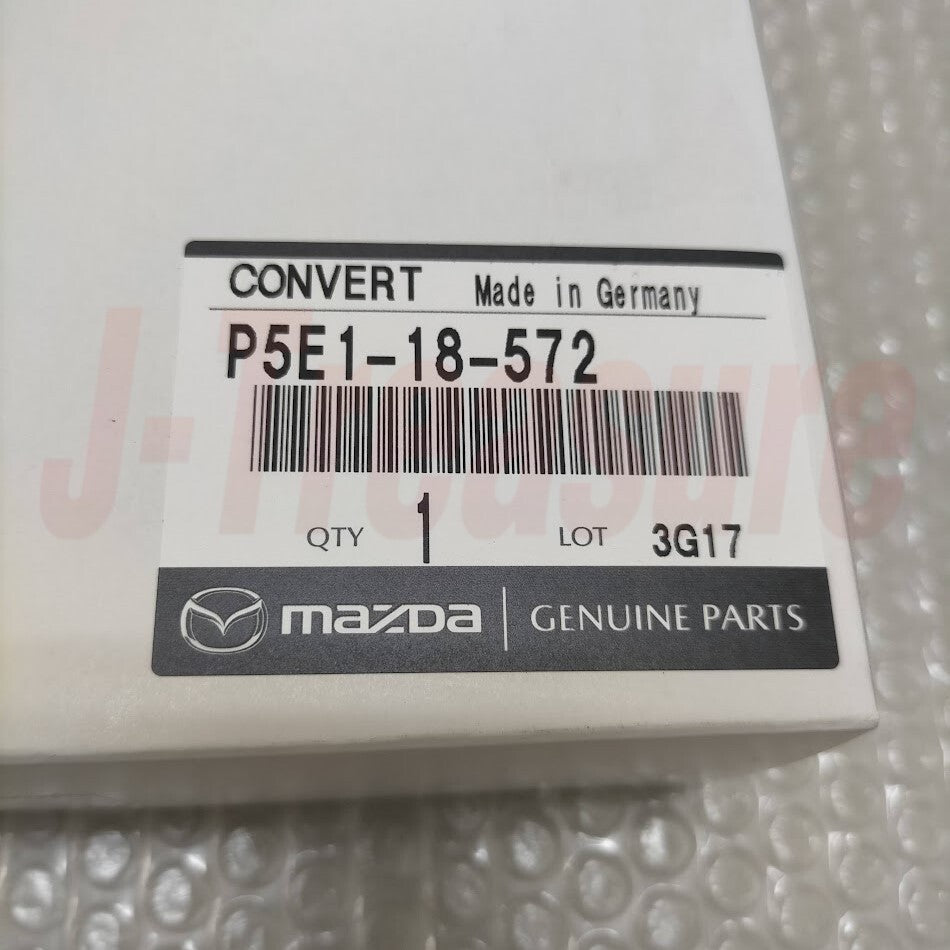 CONVERT Made in Germany
P5E1-18-572
J-Treasure
QTY 1 LOT 3G17
mazda GENUINE PARTS